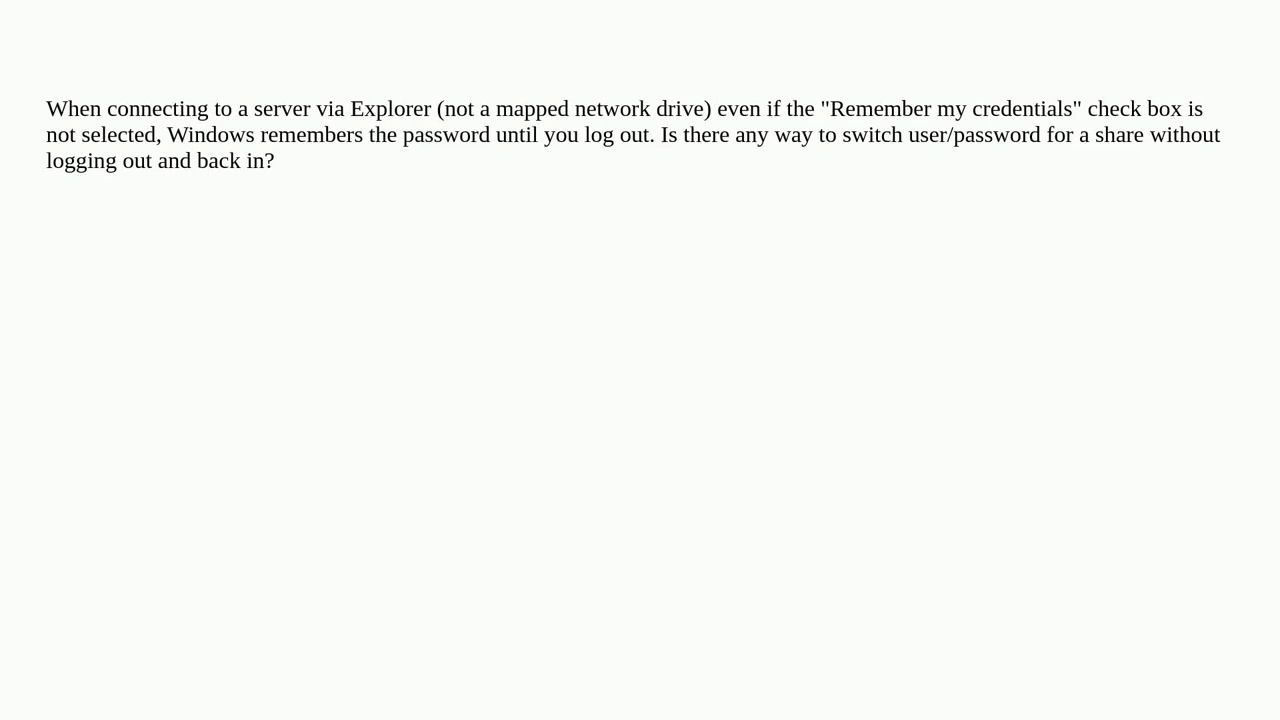 When connecting to a server via Explorer (not a mapped network drive) even if the "Remember my credentials" check box is
not selected, Windows remembers the password until you log out. Is there any way to switch user/password for a share without
logging out and back in?